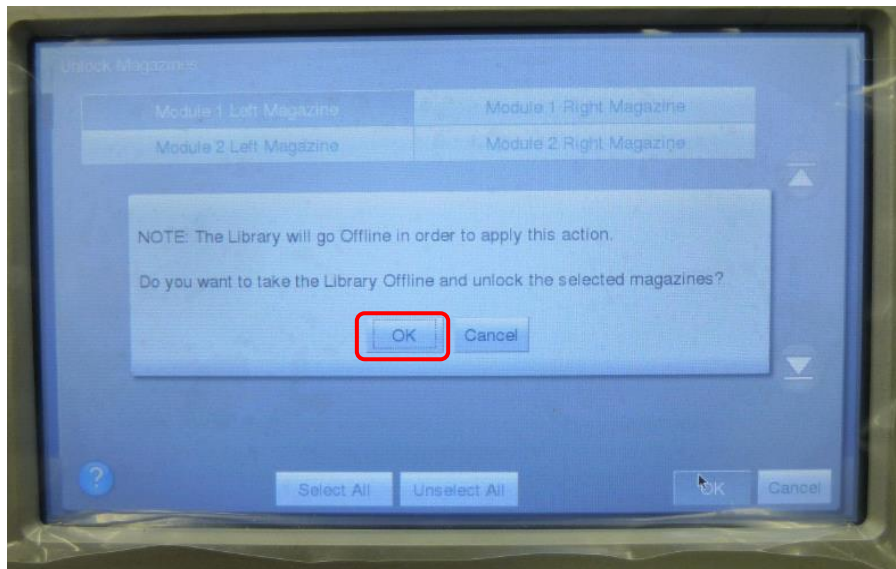 Unlock Magazines
Module 1 Left Magazine Module 1 Right Magazine
Module 2 Left Magazine Module 2 Right Magazine
NOTE: The Library will go Offline in order to apply this action.
Do you want to take the Library Offline and unlock the selected magazines?
OK Cancel
?
Select All Unselect All OK Cancel